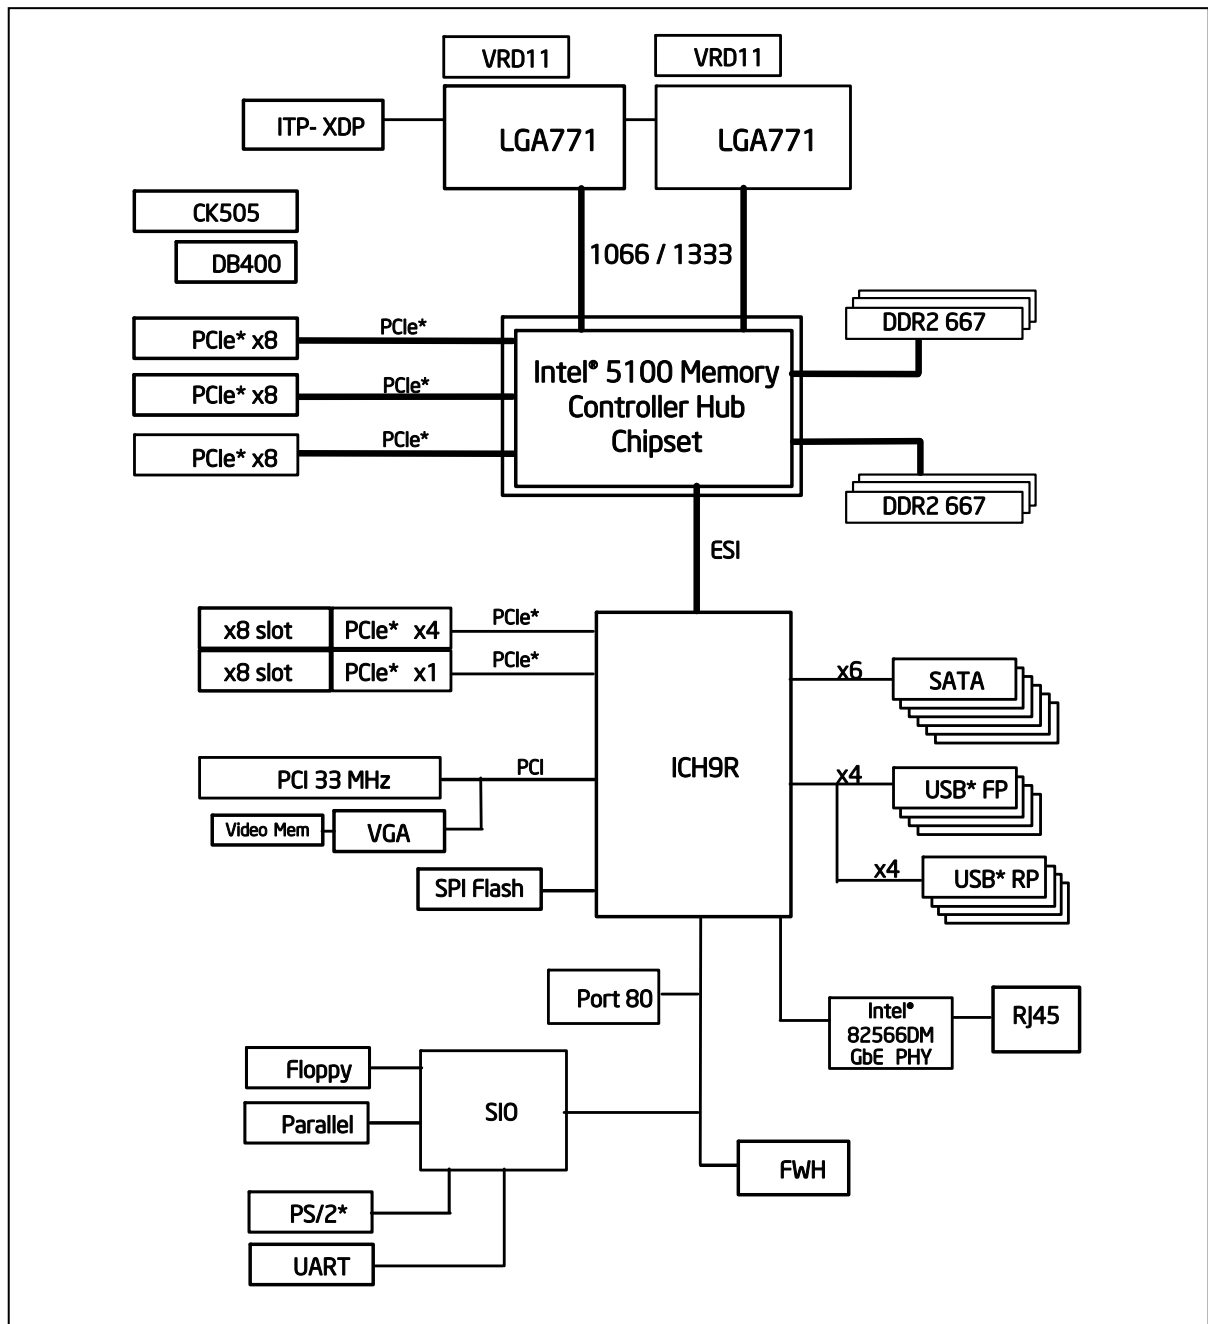 VRD11
VRD11
ITP- XDP
LGA771
LGA771
CK505
DB400
1066 / 1333
PCIe* x8
PCIe*
PCIe* x8
PCIe*
PCIe* x8
PCIe*
Intel® 5100 Memory
Controller Hub
Chipset
DDR2 667
DDR2 667
ESI
x8 slot
PCIe* x4
PCIe*
x8 slot
PCIe* x1
PCIe*
ICH9R
x6
SATA
PCI 33 MHz
PCI
x4
USB* FP
Video Mem
VGA
x4
USB* RP
SPI Flash
Port 80
Intel®
82566DM
GbE PHY
RJ45
Floppy
Parallel
SIO
FWH
PS/2*
UART